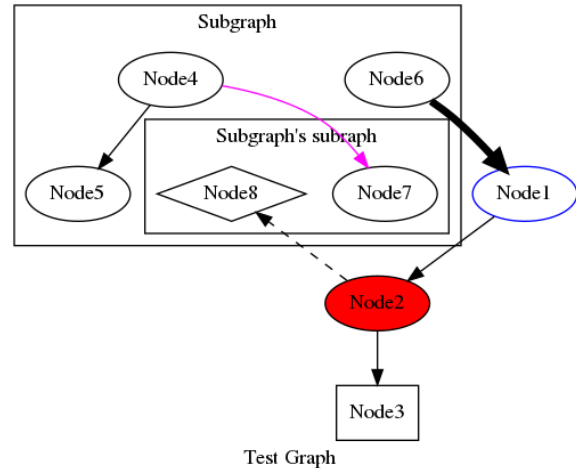 Subgraph
Node4
Node6
Subgraph's subraph
Node5
Node8
Node7
Node1
Node2
Node3
Test Graph